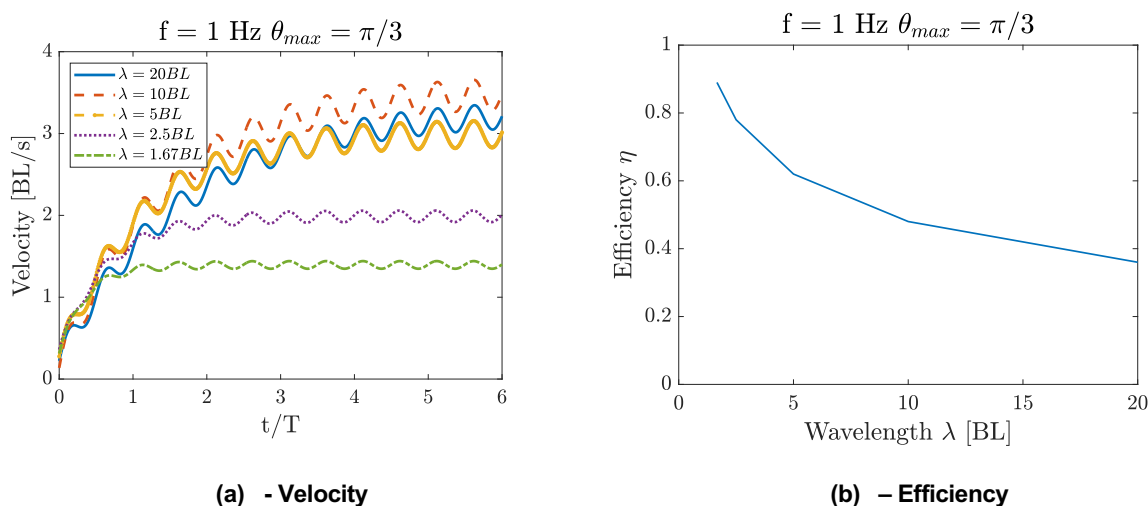 f = 1 Hz θ_max = π/3
4
3
2
1
0
Velocity [BL/s]
λ = 20BL
λ = 10BL
λ = 5BL
λ = 2.5BL
λ = 1.67BL
0 1 2 3 4 5 6
t/T
(a) - Velocity
f = 1 Hz θ_max = π/3
1
0.8
0.6
0.4
0.2
0
Efficiency η
0 5 10 15 20
Wavelength λ [BL]
(b) – Efficiency